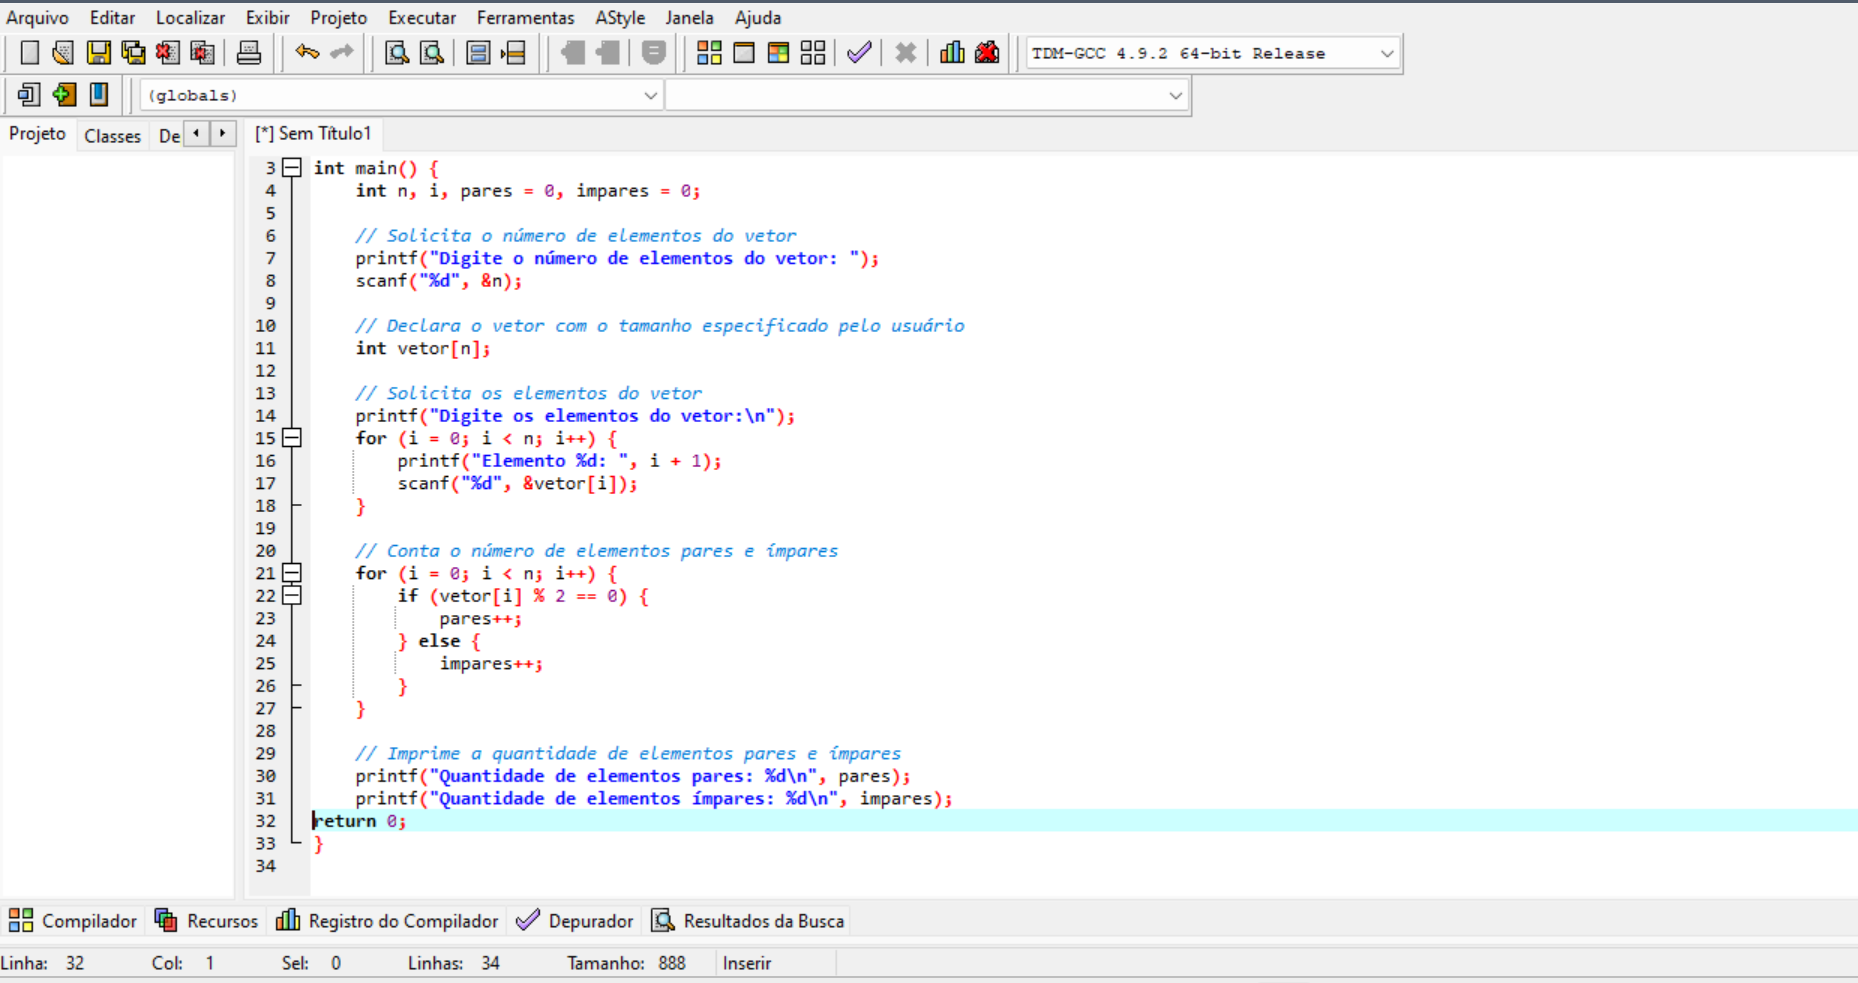 Arquivo Editar Localizar Exibir Projeto Executar Ferramentas AStyle Janela Ajuda
TDM-GCC 4.9.2 64-bit Release
(globals)
Projeto Classes De [*] Sem Título1
3 int main() {
4 int n, i, pares = 0, impares = 0;
5
6 // Solicita o número de elementos do vetor
7 printf("Digite o número de elementos do vetor: ");
8 scanf("%d", &n);
9
10 // Declara o vetor com o tamanho especificado pelo usuário
11 int vetor[n];
12
13 // Solicita os elementos do vetor
14 printf("Digite os elementos do vetor:\n");
15 for (i = 0; i < n; i++) {
16 printf("Elemento %d: ", i + 1);
17 scanf("%d", &vetor[i]);
18 }
19
20 // Conta o número de elementos pares e ímpares
21 for (i = 0; i < n; i++) {
22 if (vetor[i] % 2 == 0) {
23 pares++;
24 } else {
25 impares++;
26 }
27 }
28
29 // Imprime a quantidade de elementos pares e ímpares
30 printf("Quantidade de elementos pares: %d\n", pares);
31 printf("Quantidade de elementos ímpares: %d\n", impares);
32 return 0;
33 }
34
Compilador Recursos Registro do Compilador Depurador Resultados da Busca
Linha: 32 Col: 1 Sel: 0 Linhas: 34 Tamanho: 888 Inserir